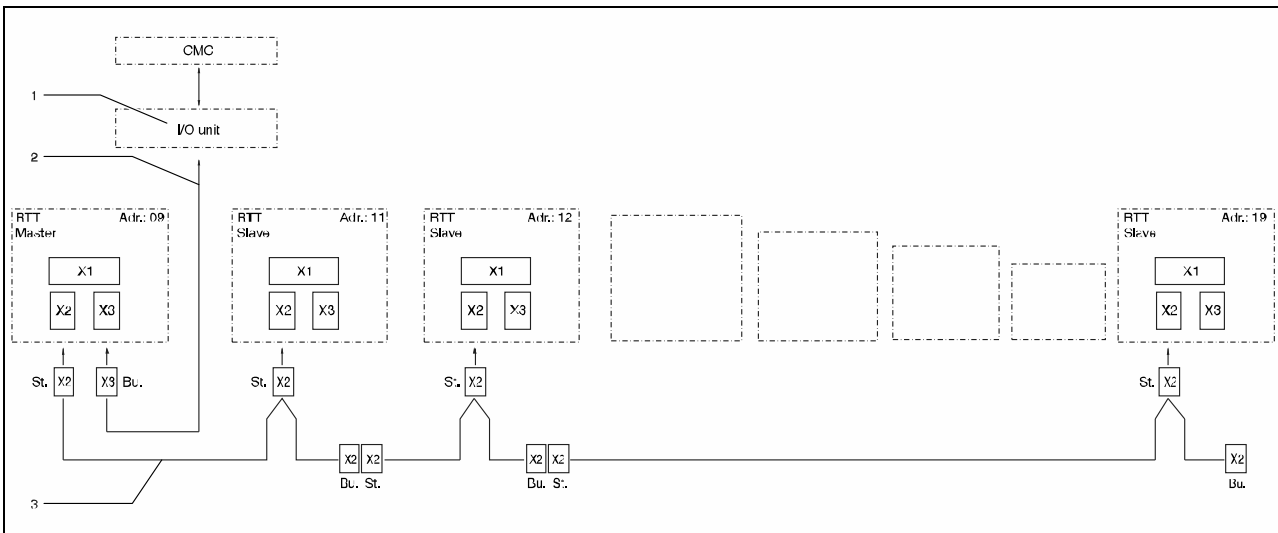 CMC
1
I/O unit
2
RTT Adr.: 09
Master
X1
X2 X3
RTT Adr.: 11
Slave
X1
X2 X3
RTT Adr.: 12
Slave
X1
X2 X3
RTT Adr.: 19
Slave
X1
X2 X3
St. X2 X3 Bu.
St. X2
St. X2
St. X2
X2 X2
Bu. St.
X2 X2
Bu. St.
X2
Bu.
3